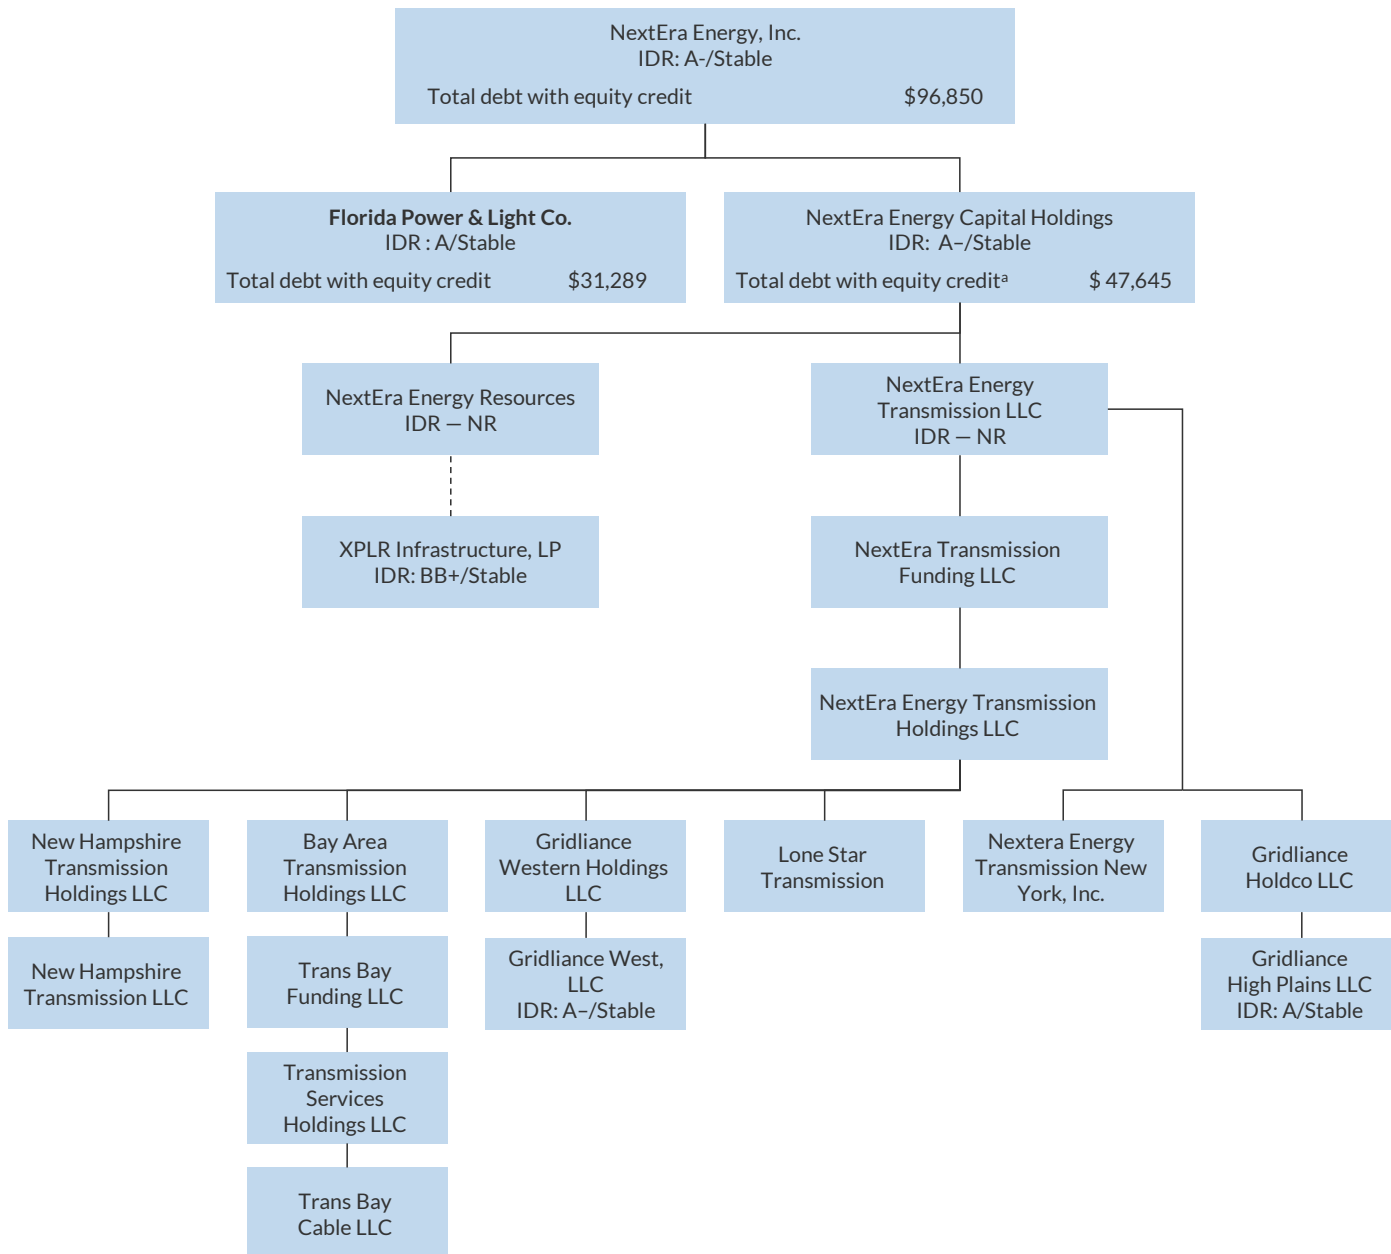 NextEra Energy, Inc.
IDR: A-/Stable
Total debt with equity credit $96,850
Florida Power & Light Co.
IDR : A/Stable
Total debt with equity credit $31,289
NextEra Energy Capital Holdings
IDR: A–/Stable
Total debt with equity creditᵃ $ 47,645
NextEra Energy Resources
IDR — NR
NextEra Energy
Transmission LLC
IDR — NR
XPLR Infrastructure, LP
IDR: BB+/Stable
NextEra Transmission
Funding LLC
NextEra Energy Transmission
Holdings LLC
New Hampshire
Transmission
Holdings LLC
Bay Area
Transmission
Holdings LLC
Gridliance
Western Holdings
LLC
Lone Star
Transmission
Nextera Energy
Transmission New
York, Inc.
Gridliance
Holdco LLC
New Hampshire
Transmission LLC
Trans Bay
Funding LLC
Gridliance West,
LLC
IDR: A–/Stable
Gridliance
High Plains LLC
IDR: A/Stable
Transmission
Services
Holdings LLC
Trans Bay
Cable LLC